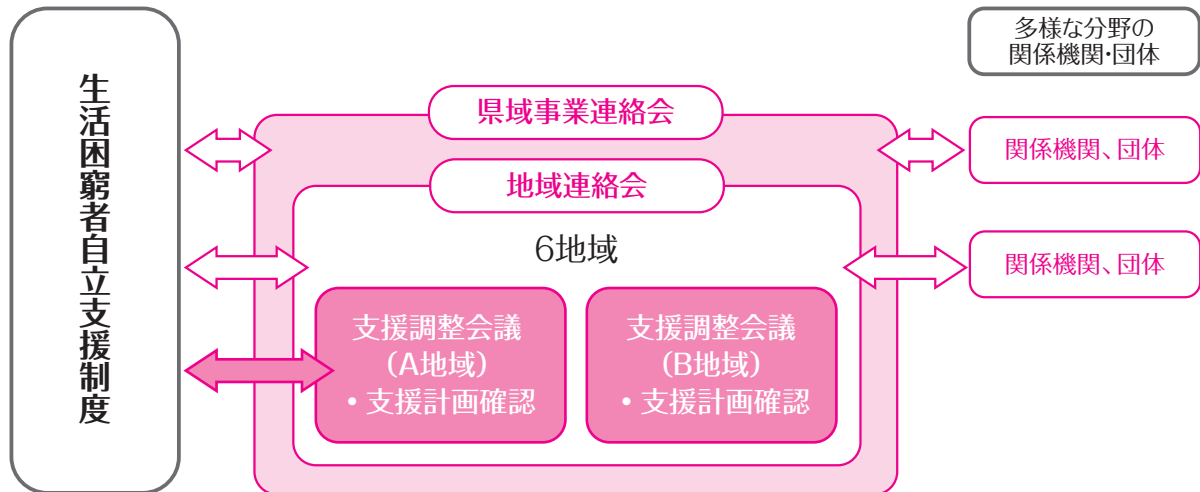 生活困窮者自立支援制度
多様な分野の
関係機関・団体
県域事業連絡会
関係機関、団体
地域連絡会
6地域
関係機関、団体
支援調整会議
(A地域)
・支援計画確認
支援調整会議
(B地域)
・支援計画確認